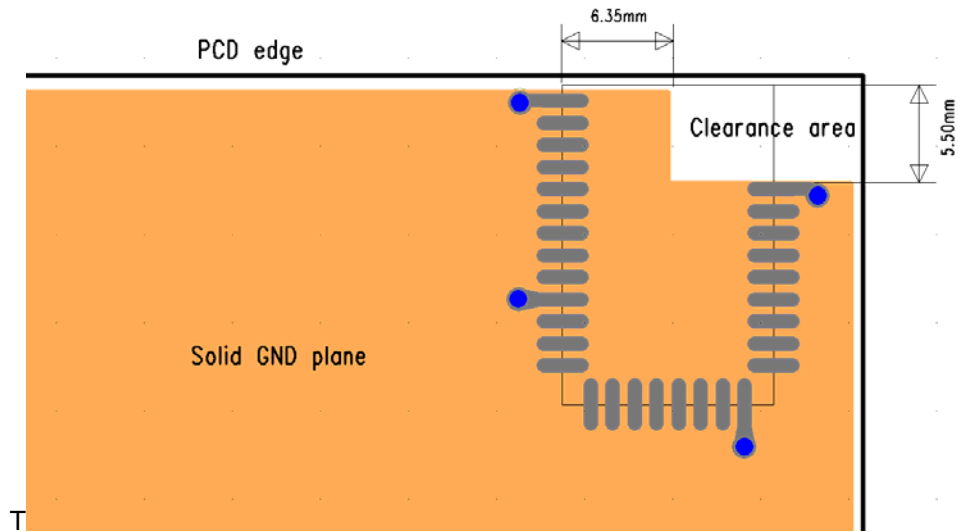 6.35mm
PCD edge
Clearance area
5.50mm
Solid GND plane
T